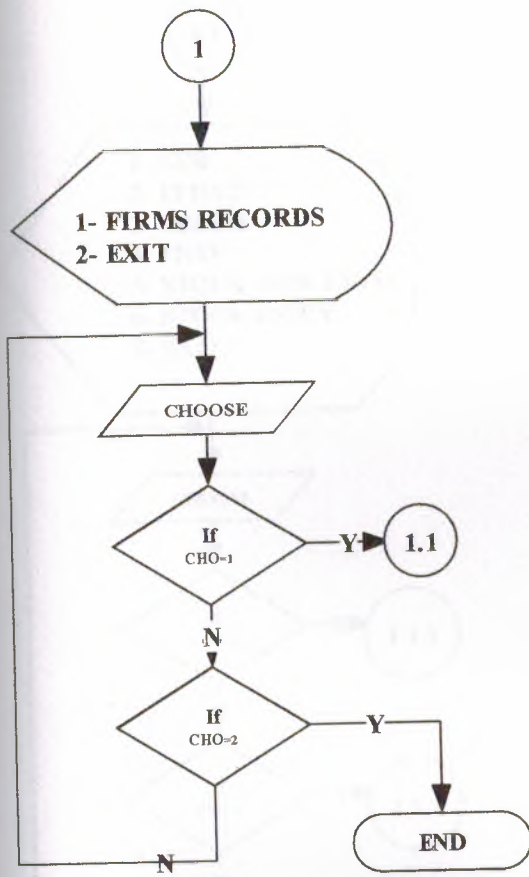 1
1- FIRMS RECORDS
2- EXIT
CHOOSE
If
CHO=1
Y
1.1
N
If
CHO=2
Y
N
END